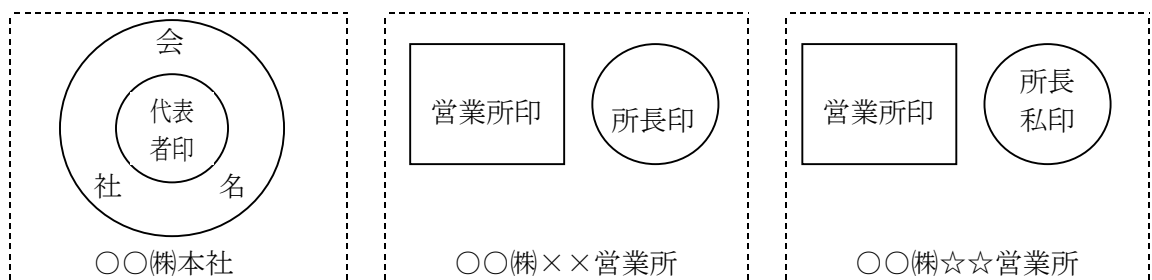 会
代表
者印
社 名
○○㈱本社
営業所印
所長印
○○㈱××営業所
営業所印
所長
私印
○○㈱☆☆営業所